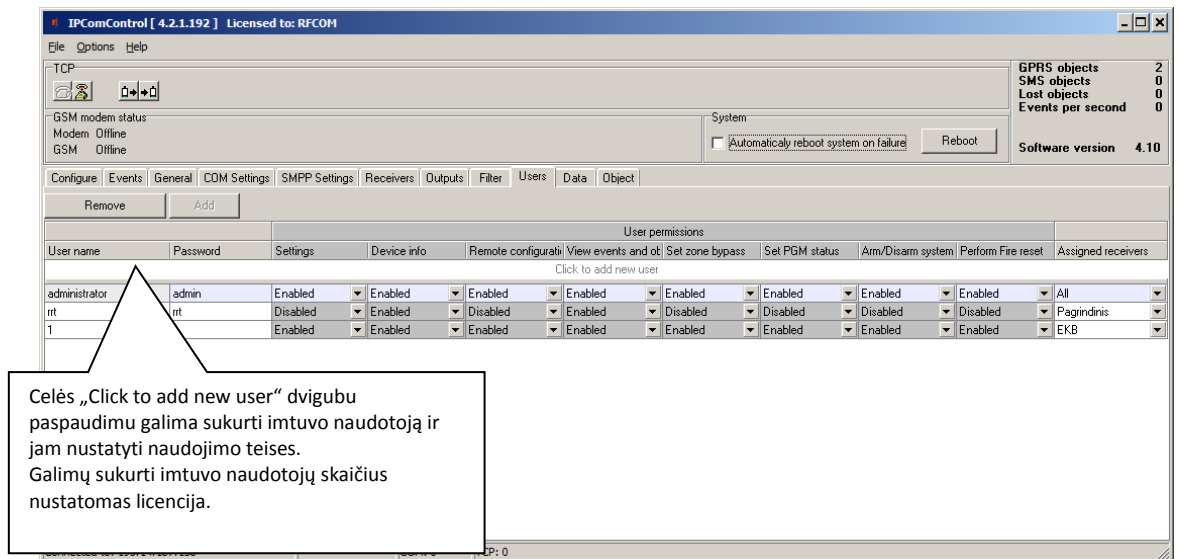 IPComControl [ 4.2.1.192 ] Licensed to: RFCOM
File Options Help
TCP
GPRS objects 2
SMS objects 0
Lost objects 0
Events per second 0
GSM modem status
Modem Offline
GSM Offline
System
Automaticaly reboot system on failure
Reboot
Software version 4.10
Configure Events General COM Settings SMPP Settings Receivers Outputs Filter Users Data Object
Remove Add
User permissions
User name Password Settings Device info Remote configurati View events and ot Set zone bypass Set PGM status Arm/Disarm system Perform Fire reset Assigned receivers
Click to add new user
administrator admin Enabled Enabled Enabled Enabled Enabled Enabled Enabled Enabled All
rrt rrt Disabled Enabled Disabled Enabled Disabled Disabled Disabled Disabled Pagrindinis
1 Enabled Enabled Enabled Enabled Enabled Enabled Enabled Enabled EKB
Celės „Click to add new user“ dvigubu
paspaudimu galima sukurti imtuvo naudotoją ir
jam nustatyti naudojimo teises.
Galimų sukurti imtuvo naudotojų skaičius
nustatomas licencija.
TCP: 0